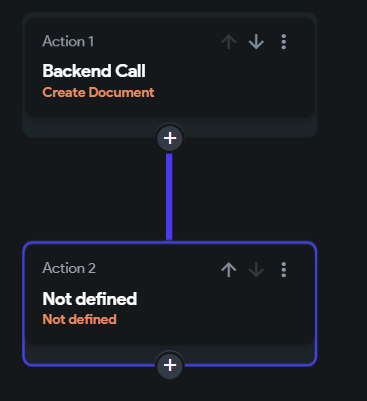 Action 1
Backend Call
Create Document
Action 2
Not defined
Not defined